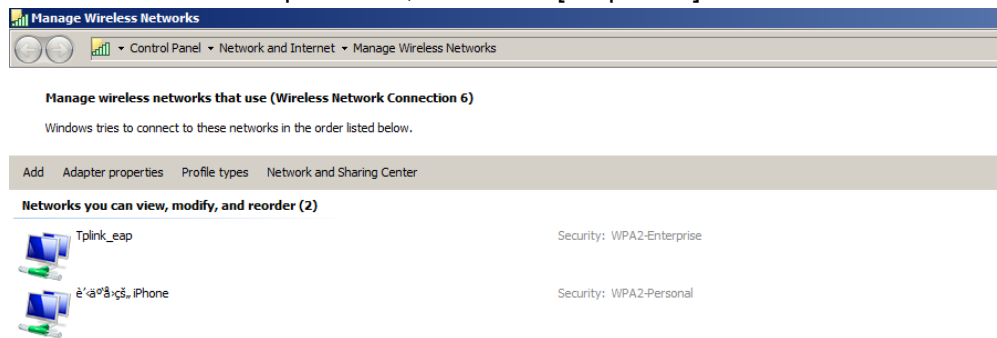 Manage Wireless Networks
Control Panel ▾ Network and Internet ▾ Manage Wireless Networks
Manage wireless networks that use (Wireless Network Connection 6)
Windows tries to connect to these networks in the order listed below.
Add Adapter properties Profile types Network and Sharing Center
Networks you can view, modify, and reorder (2)
Tplink_eap Security: WPA2-Enterprise
iPhone Security: WPA2-Personal